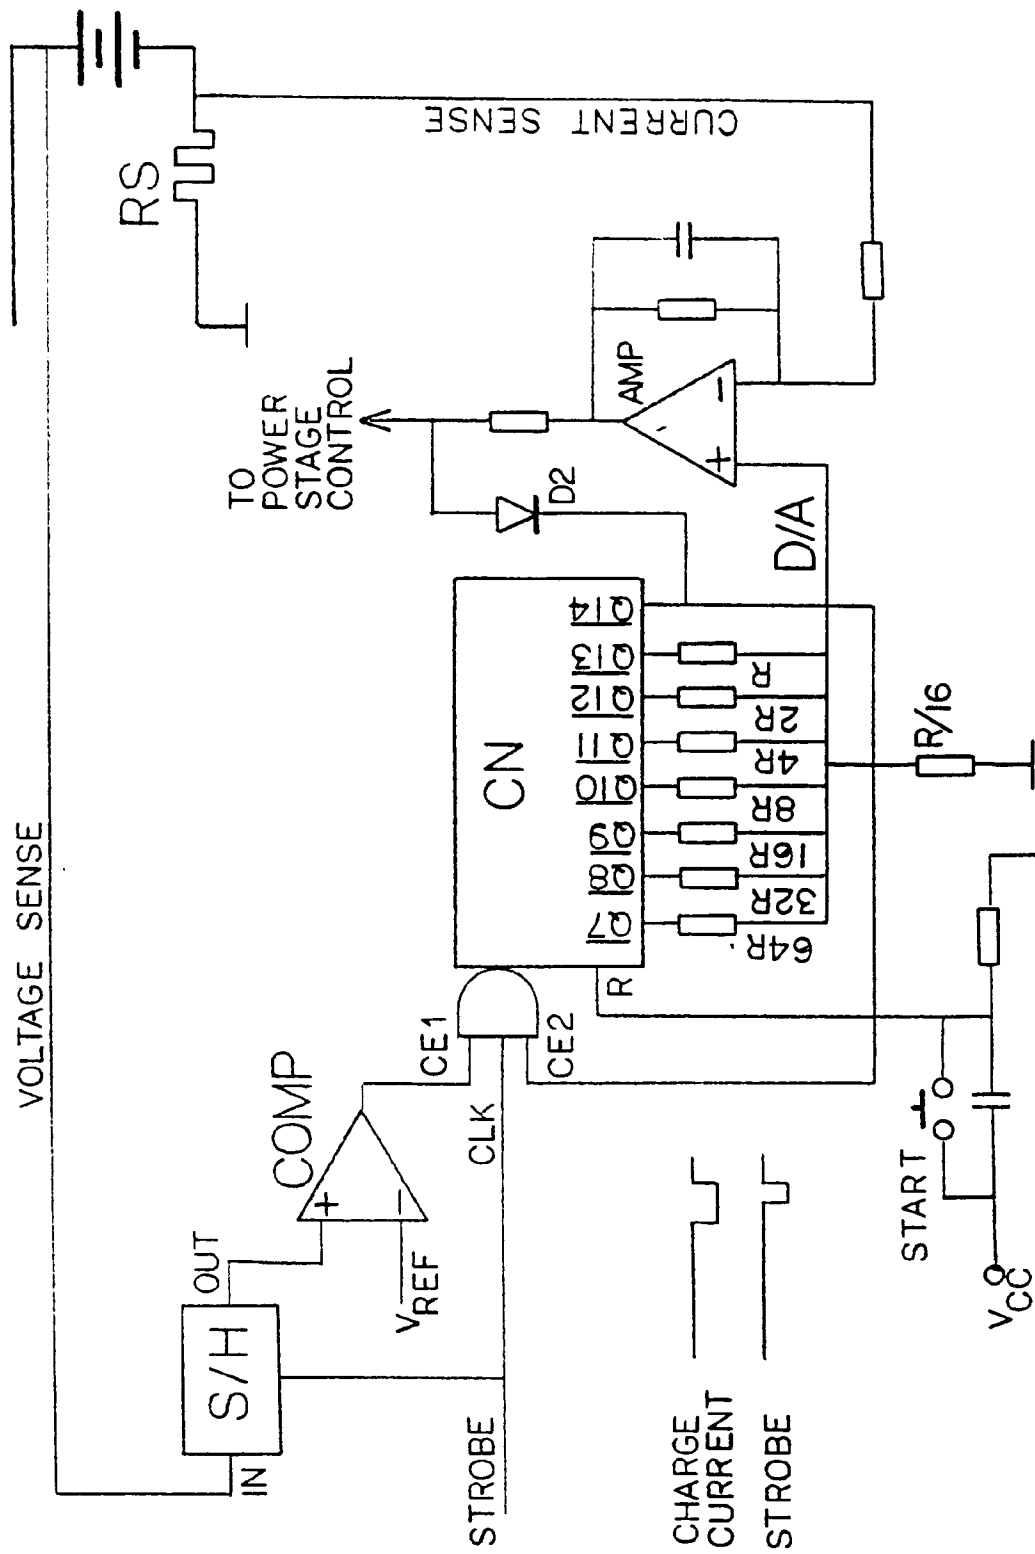 VOLTAGE SENSE
RS
CURRENT SENSE
TO
POWER
STAGE
CONTROL
AMP
+
−
D2
D/A
S/H
IN
OUT
COMP
+
−
VREF
CE1
CLK
CE2
CN
R
Q7
Q8
Q9
Q10
Q11
Q12
Q13
Q14
64R
32R
16R
8R
4R
2R
R
R/16
STROBE
CHARGE
CURRENT
STROBE
START
VCC